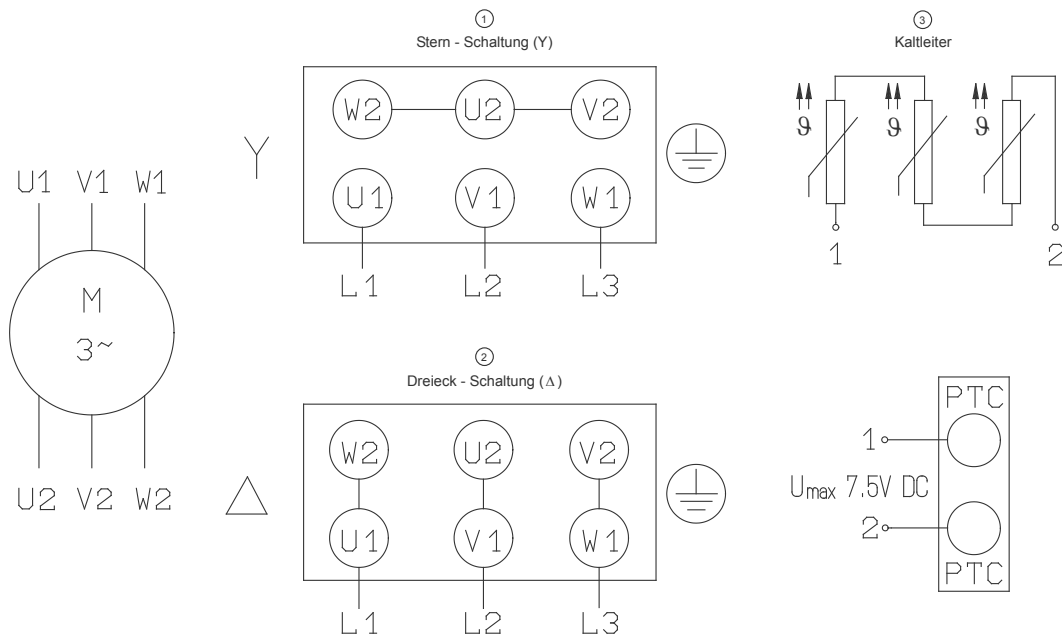 1
Stern - Schaltung (Y)
W2 U2 V2
Y
U1 V1 W1
L1 L2 L3
U1 V1 W1
M
3~
U2 V2 W2
2
Dreieck - Schaltung (Δ)
W2 U2 V2
Δ
U1 V1 W1
L1 L2 L3
3
Kaltleiter
ϑ ϑ ϑ
1 2
PTC
1
Umax 7.5V DC
2
PTC